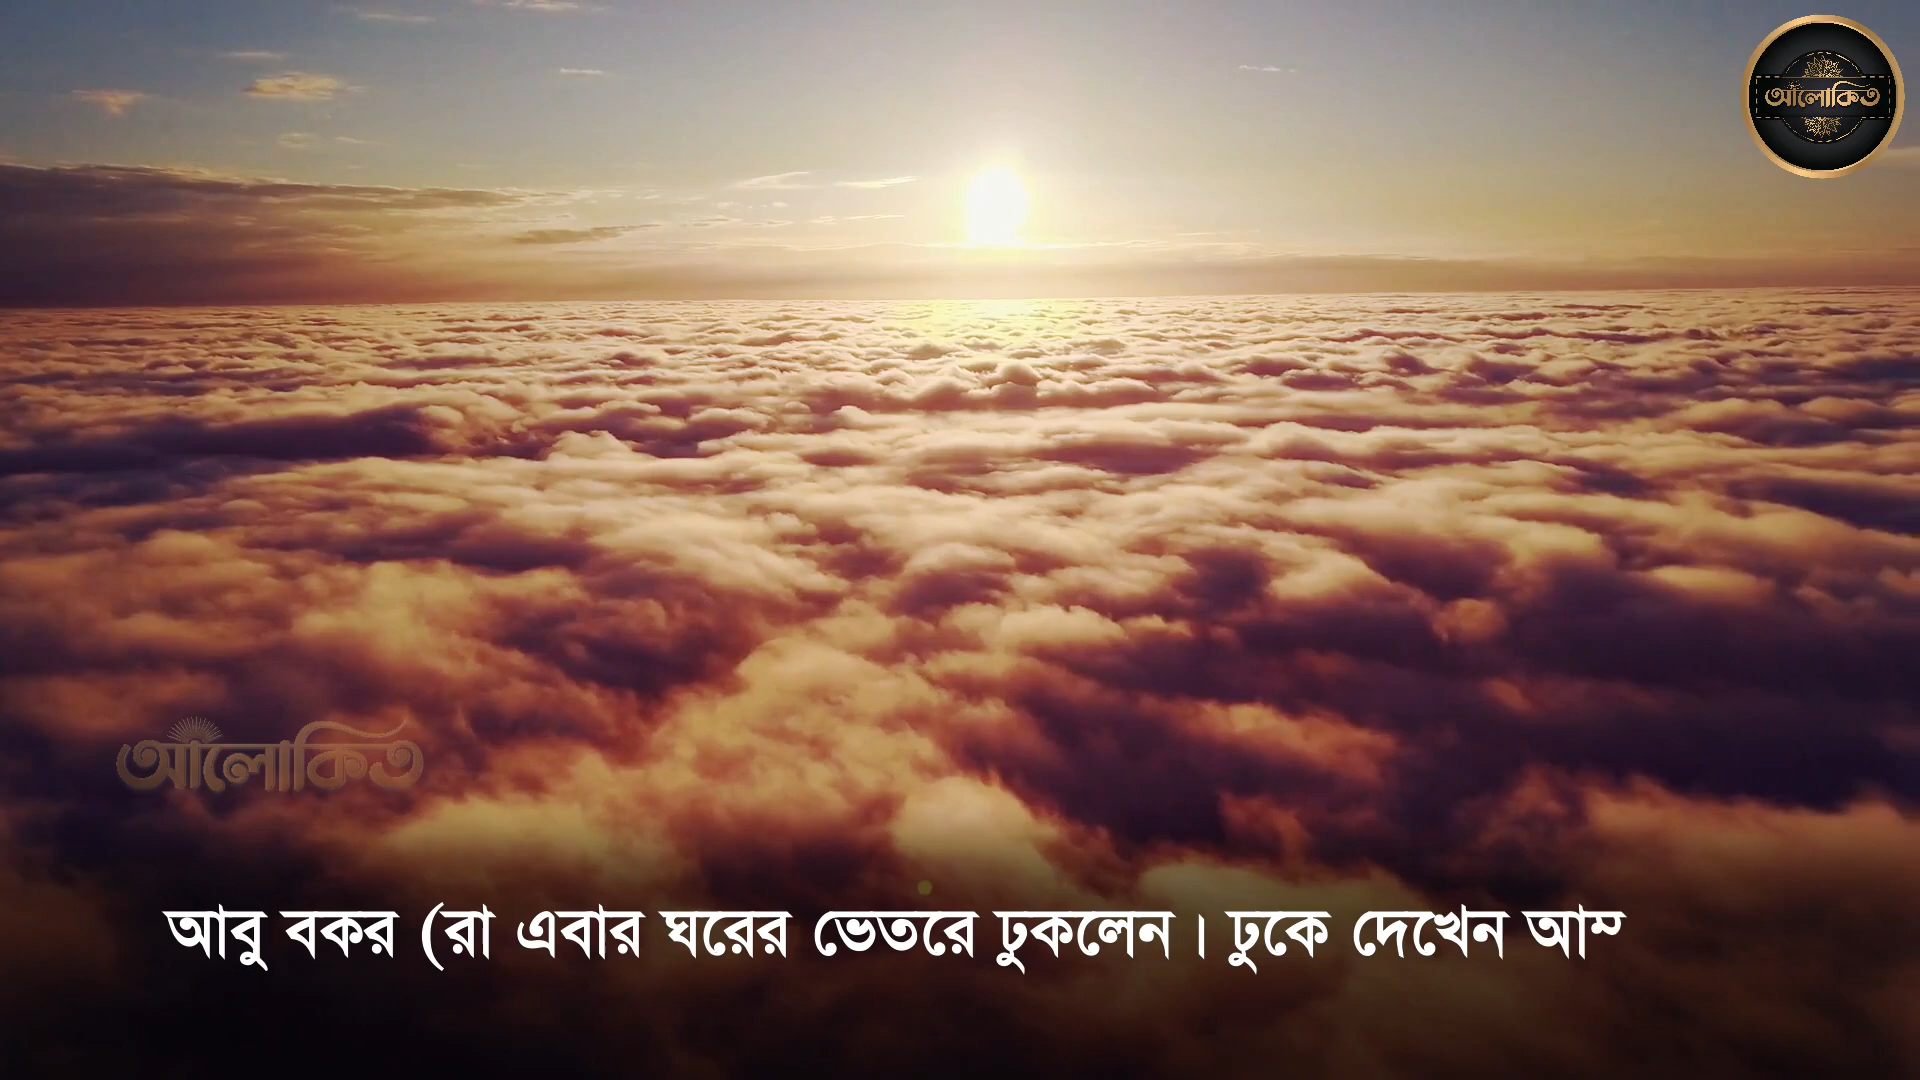 আলোকিত
আলোকিত
আবু বকর (রা এবার ঘরের ভেতরে ঢুকলেন। ঢুকে দেখেন